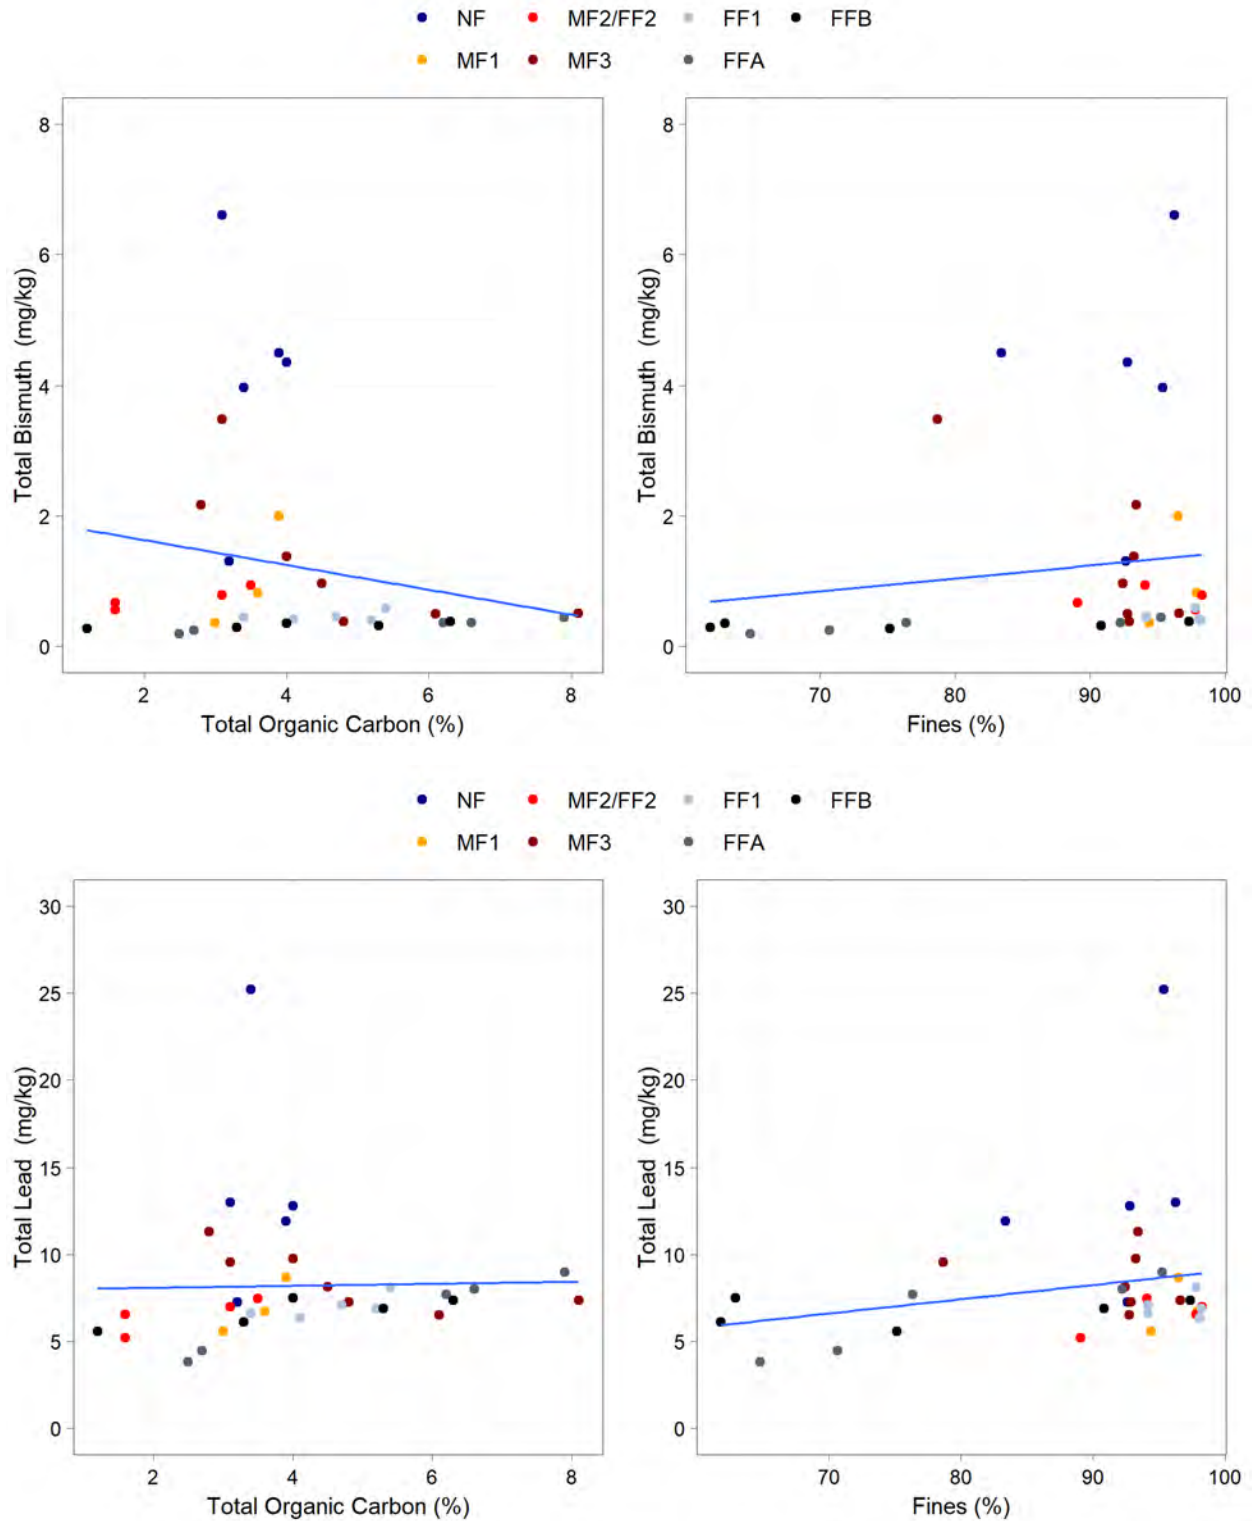 NF MF2/FF2 FF1 FFB
MF1 MF3 FFA
8
6
4
2
0
Total Bismuth (mg/kg)
2 4 6 8
Total Organic Carbon (%)
8
6
4
2
0
Total Bismuth (mg/kg)
70 80 90 100
Fines (%)
NF MF2/FF2 FF1 FFB
MF1 MF3 FFA
30
25
20
15
10
5
0
Total Lead (mg/kg)
2 4 6 8
Total Organic Carbon (%)
30
25
20
15
10
5
0
Total Lead (mg/kg)
70 80 90 100
Fines (%)